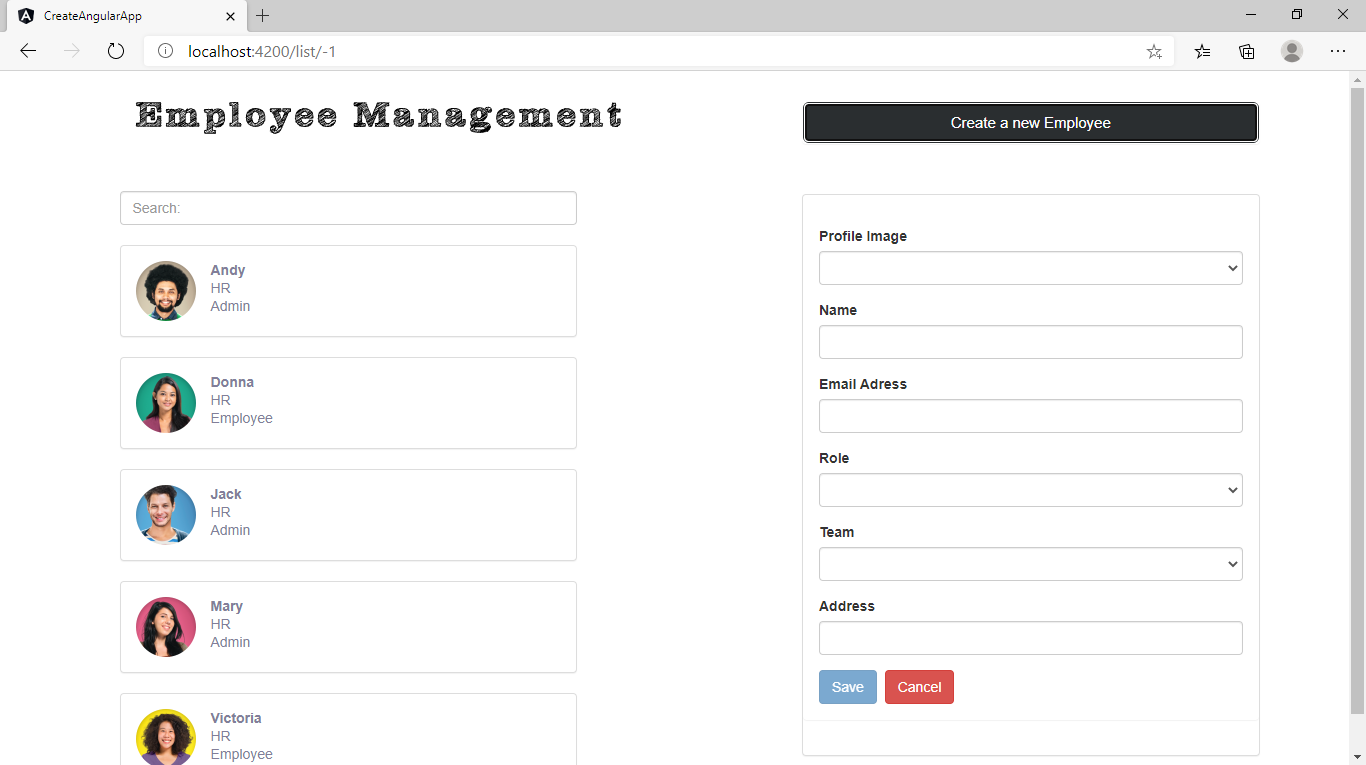 CreateAngularApp
localhost:4200/list/-1
Employee Management
Create a new Employee
Search:
Andy
HR
Admin
Donna
HR
Employee
Jack
HR
Admin
Mary
HR
Admin
Victoria
HR
Employee
Profile Image
Name
Email Adress
Role
Team
Address
Save Cancel